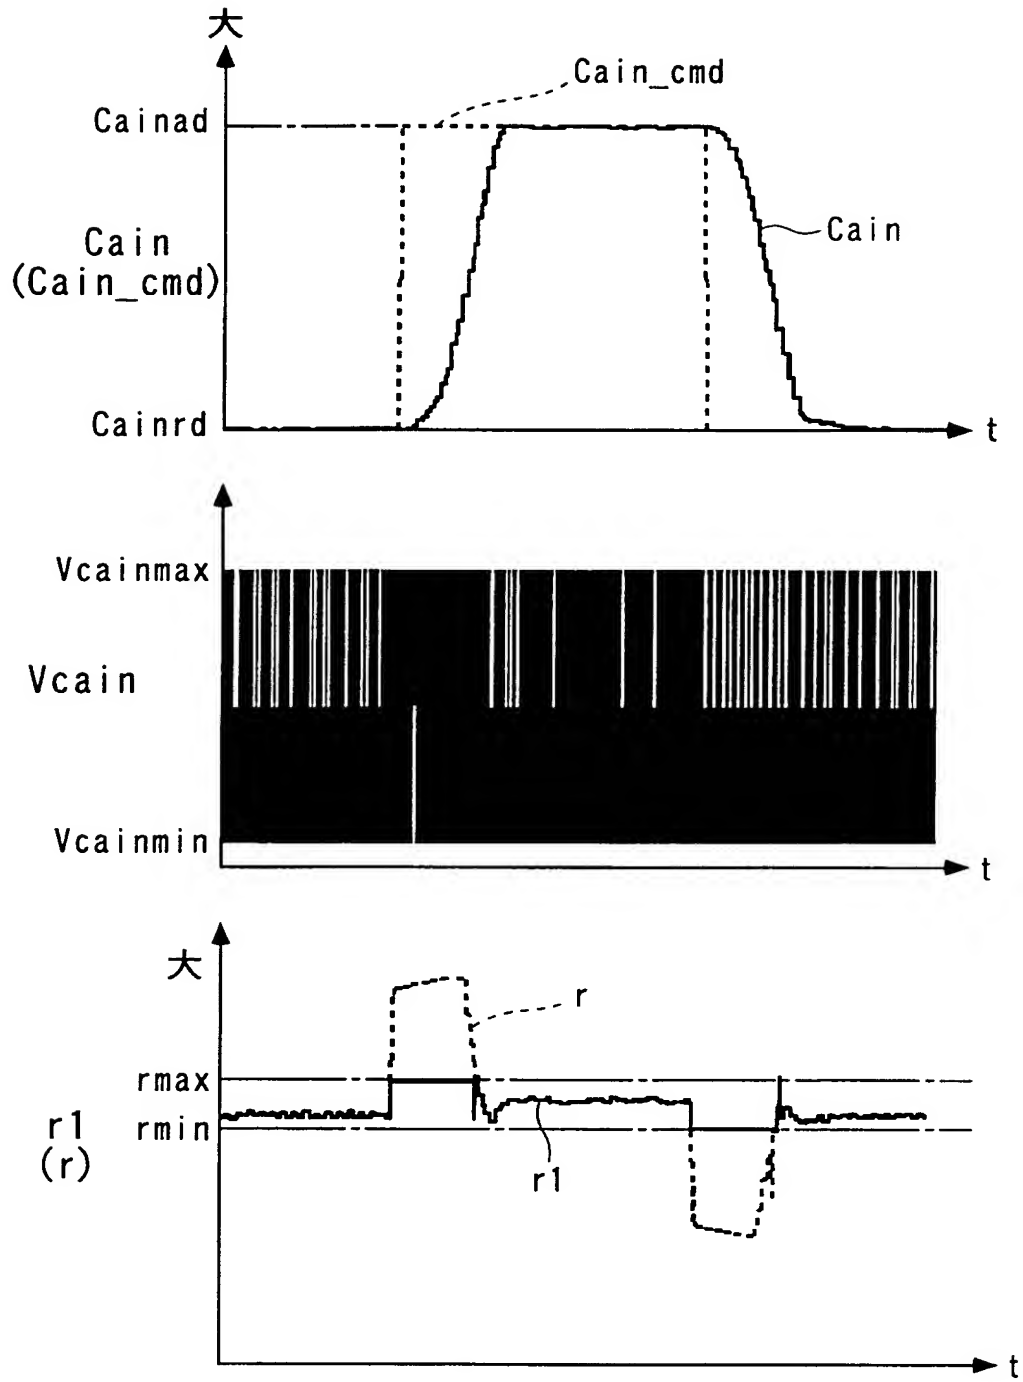 大
Cain_cmd
Cainad
Cain
Cain
(Cain_cmd)
Cainrd
t
Vcainmax
Vcain
Vcainmin
t
大
r
rmax
r1
rmin
(r)
r1
t